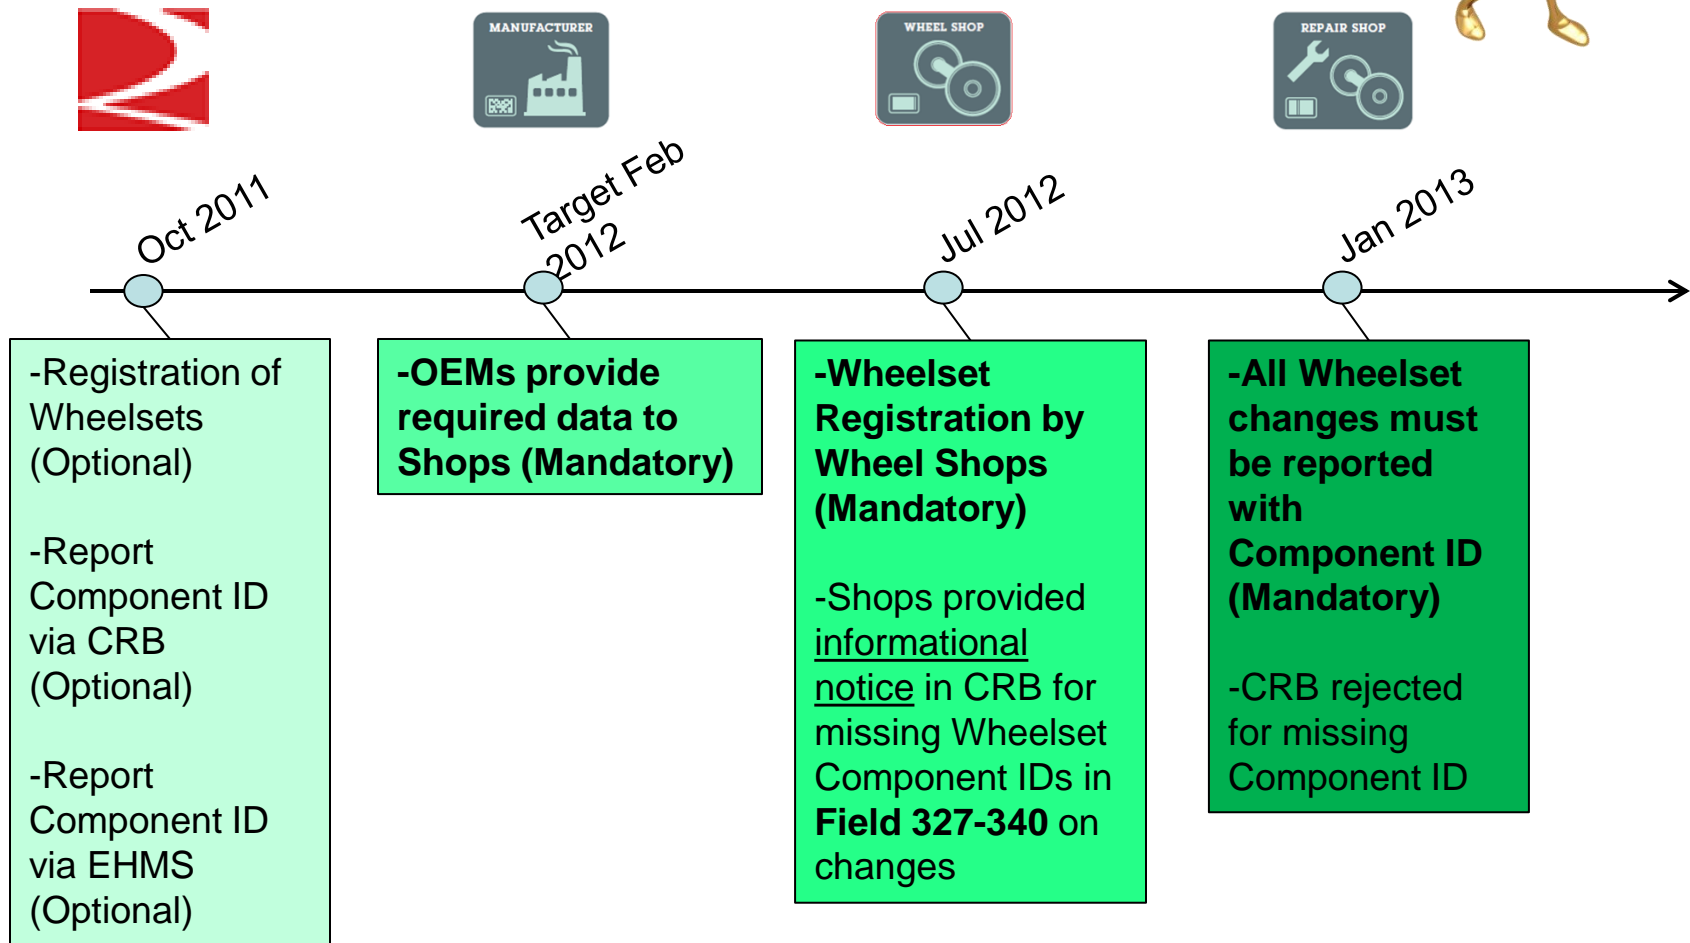 MANUFACTURER
WHEEL SHOP
REPAIR SHOP
Oct 2011
Target Feb
2012
Jul 2012
Jan 2013
-Registration of
Wheelsets
(Optional)
-Report
Component ID
via CRB
(Optional)
-Report
Component ID
via EHMS
(Optional)
-OEMs provide
required data to
Shops (Mandatory)
-Wheelset
Registration by
Wheel Shops
(Mandatory)
-Shops provided
informational
notice in CRB for
missing Wheelset
Component IDs in
Field 327-340 on
changes
-All Wheelset
changes must
be reported
with
Component ID
(Mandatory)
-CRB rejected
for missing
Component ID